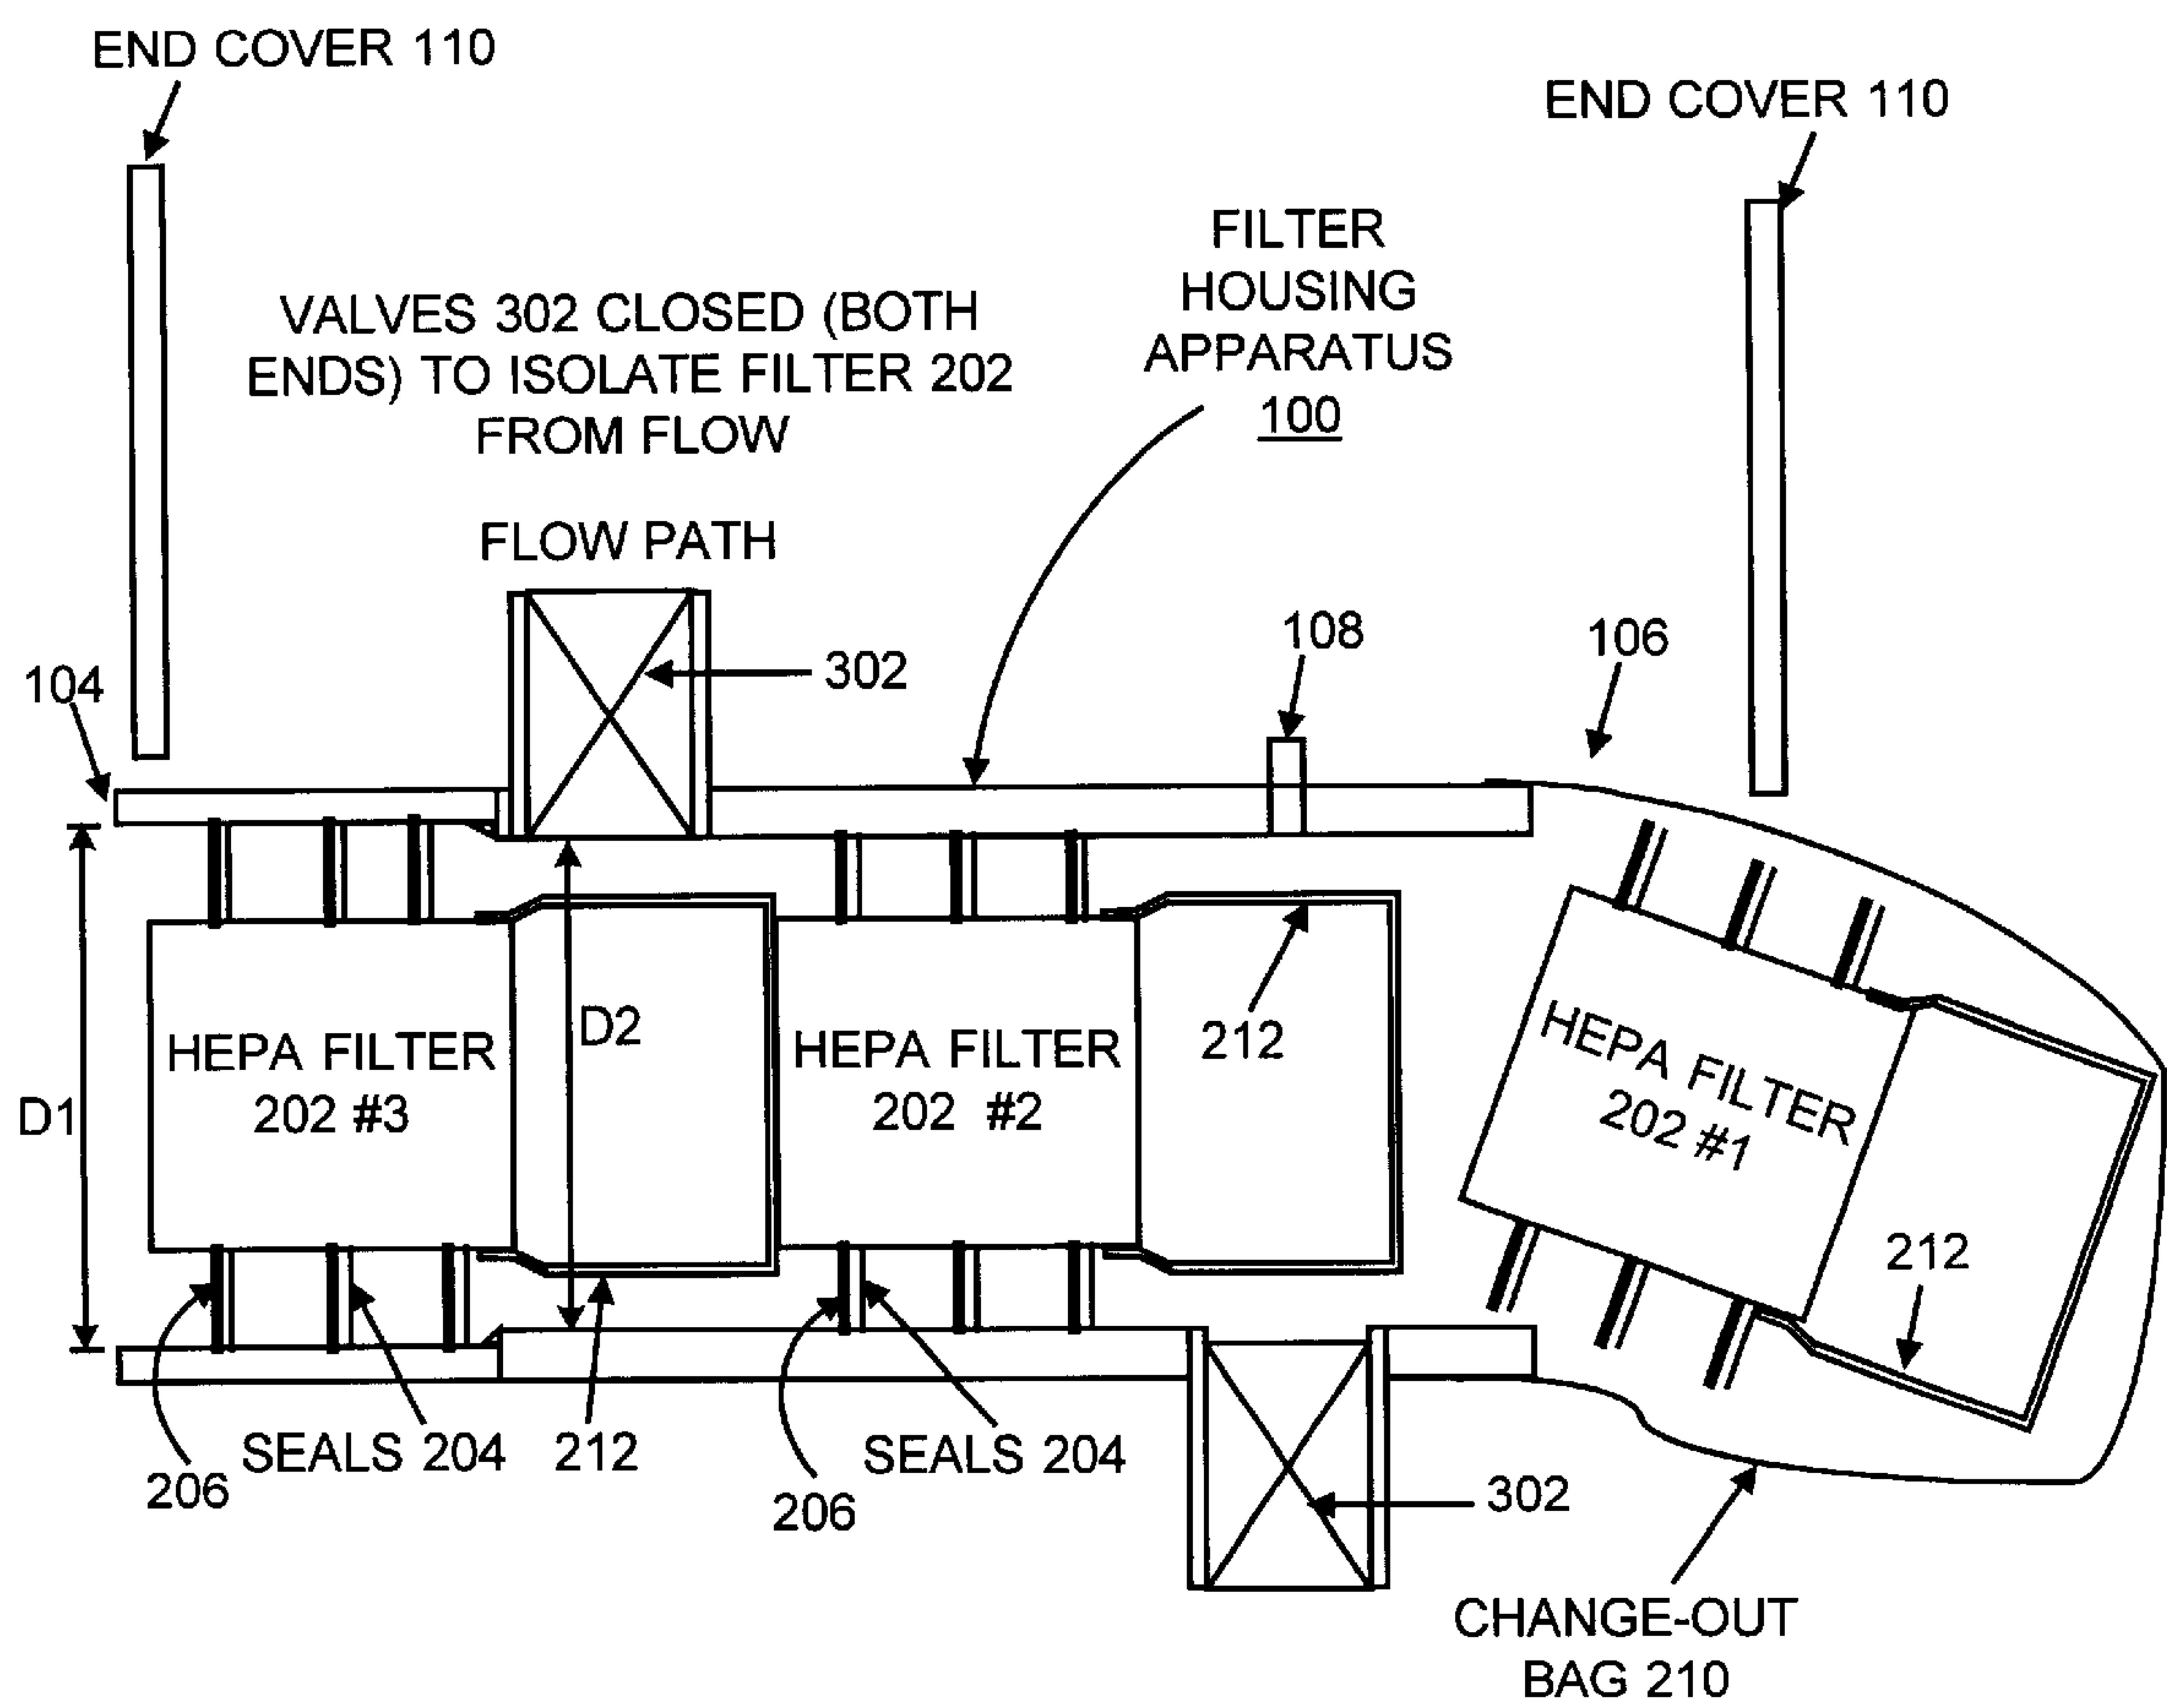 END COVER 110
END COVER 110
FILTER
HOUSING
APPARATUS
100
VALVES 302 CLOSED (BOTH
ENDS) TO ISOLATE FILTER 202
FROM FLOW
FLOW PATH
108
106
302
104
D2
D1
HEPA FILTER
202 #3
HEPA FILTER
202 #2
212
HEPA FILTER
202 #1
212
SEALS 204
212
SEALS 204
206
206
302
CHANGE-OUT
BAG 210